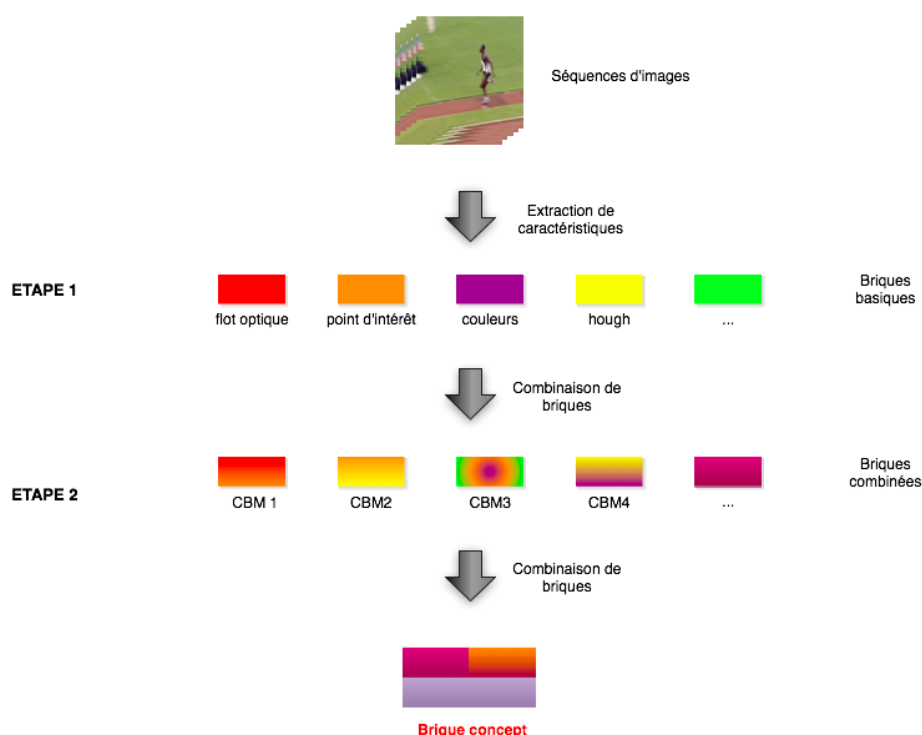 Séquences d'images
Extraction de
caractéristiques
ETAPE 1
Briques
basiques
flot optique
point d'intérêt
couleurs
hough
...
Combinaison de
briques
ETAPE 2
Briques
combinées
CBM 1
CBM2
CBM3
CBM4
...
Combinaison de
briques
Brique concept